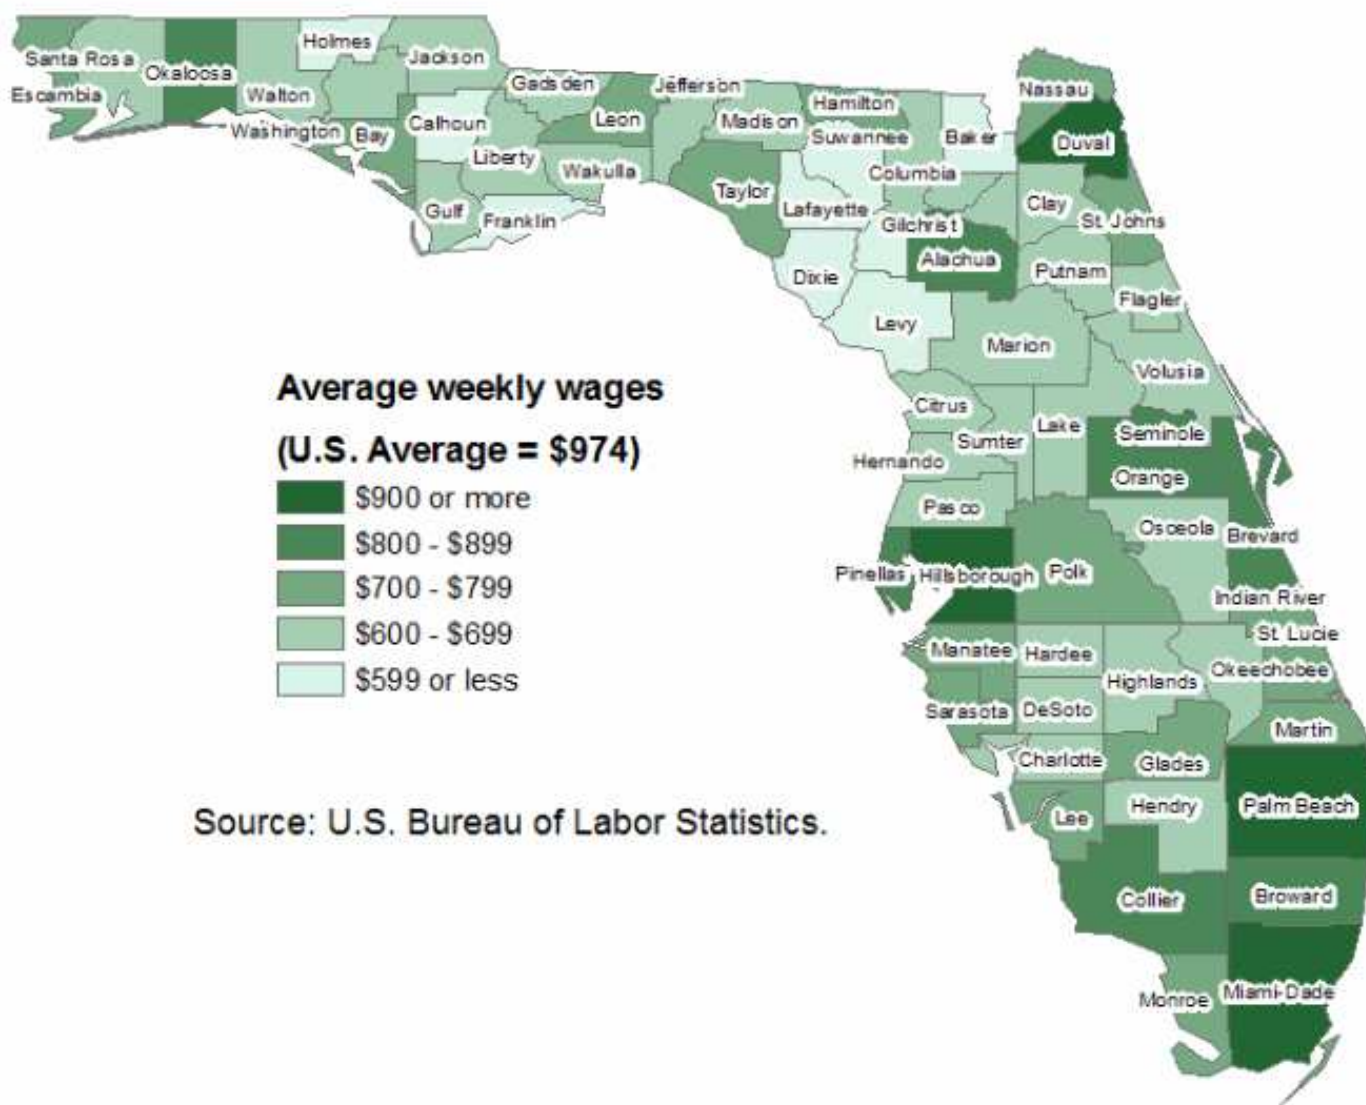 Holmes
Jackson
Santa Rosa
Okaloosa
Gadsden
Jefferson
Nassau
Escambia
Walton
Hamilton
Leon
Madison
Calhoun
Washington
Bay
Suwannee
Baker
Duval
Liberty
Wakulla
Columbia
Taylor
Clay
Gulf
Franklin
Lafayette
Gilchrist
St. Johns
Alachua
Putnam
Dixie
Flagler
Levy
Marion
Volusia
Average weekly wages
(U.S. Average = $974)
$900 or more
$800 - $899
$700 - $799
$600 - $699
$599 or less
Citrus
Lake
Seminole
Sumter
Hernando
Orange
Pasco
Osceola
Brevard
Pinellas
Hillsborough
Polk
Indian River
St. Lucie
Manatee
Hardee
Okeechobee
Highlands
Sarasota
DeSoto
Martin
Charlotte
Glades
Hendry
Palm Beach
Lee
Collier
Broward
Monroe
Miami-Dade
Source: U.S. Bureau of Labor Statistics.